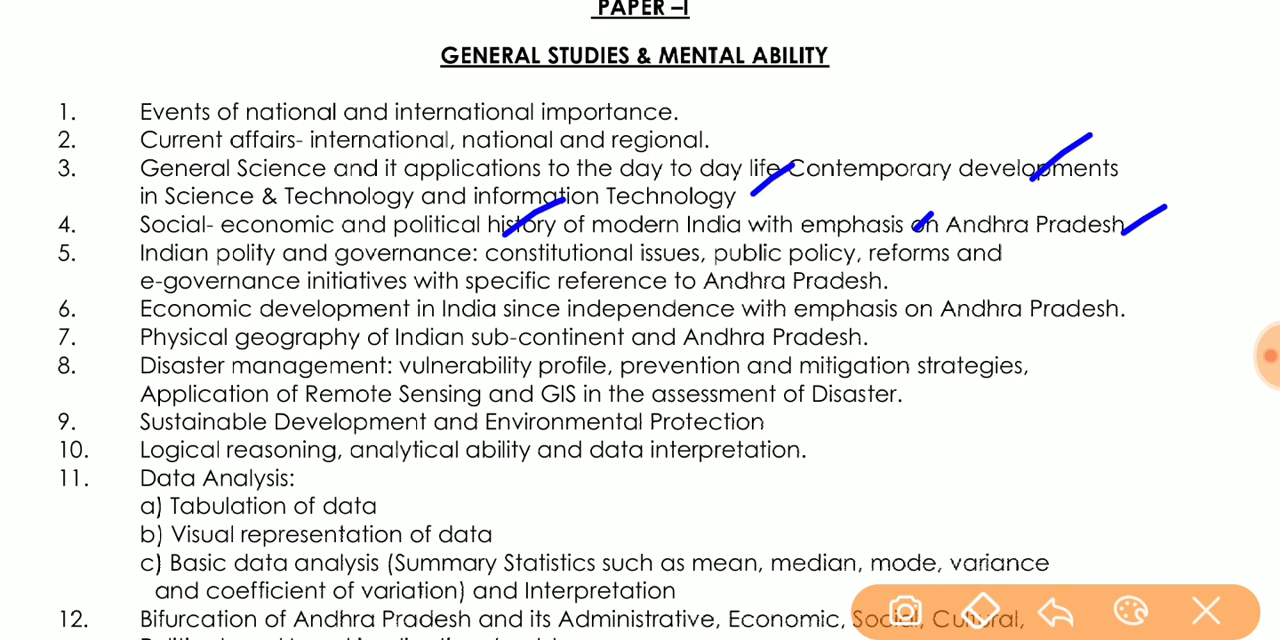 PAPER –I
GENERAL STUDIES & MENTAL ABILITY
1. Events of national and international importance.
2. Current affairs- international, national and regional.
3. General Science and it applications to the day to day life Contemporary developments
in Science & Technology and information Technology
4. Social- economic and political history of modern India with emphasis on Andhra Pradesh
5. Indian polity and governance: constitutional issues, public policy, reforms and
e-governance initiatives with specific reference to Andhra Pradesh.
6. Economic development in India since independence with emphasis on Andhra Pradesh.
7. Physical geography of Indian sub-continent and Andhra Pradesh.
8. Disaster management: vulnerability profile, prevention and mitigation strategies,
Application of Remote Sensing and GIS in the assessment of Disaster.
9. Sustainable Development and Environmental Protection
10. Logical reasoning, analytical ability and data interpretation.
11. Data Analysis:
a) Tabulation of data
b) Visual representation of data
c) Basic data analysis (Summary Statistics such as mean, median, mode, variance
and coefficient of variation) and Interpretation
12. Bifurcation of Andhra Pradesh and its Administrative, Economic, Social, Cultural,